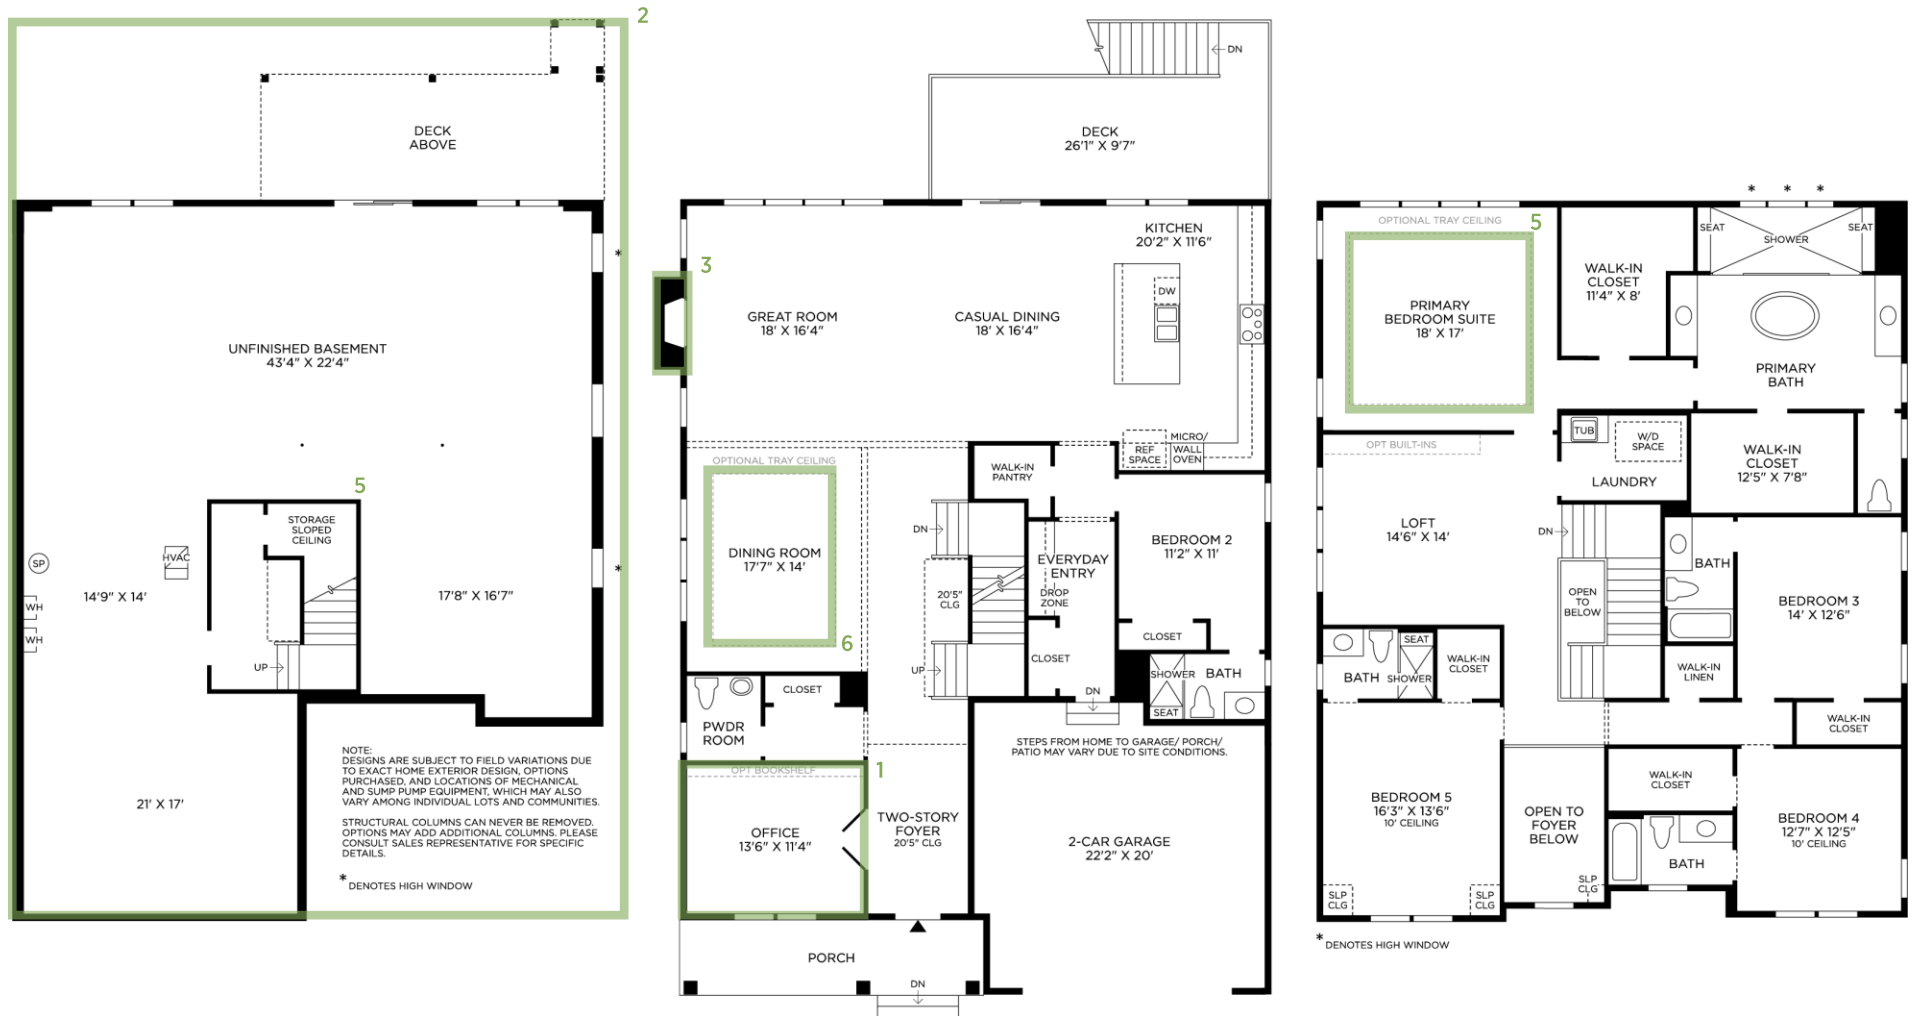 2
DECK
ABOVE
UNFINISHED BASEMENT
43'4" X 22'4"
*
5
STORAGE
SLOPED
CEILING
SP
HVAC
WH
WH
14'9" X 14'
17'8" X 16'7"
*
UP
21' X 17'
NOTE:
DESIGNS ARE SUBJECT TO FIELD VARIATIONS DUE
TO EXACT HOME EXTERIOR DESIGN, OPTIONS
PURCHASED, AND LOCATIONS OF MECHANICAL
AND SUMP PUMP EQUIPMENT, WHICH MAY ALSO
VARY AMONG INDIVIDUAL LOTS AND COMMUNITIES.
STRUCTURAL COLUMNS CAN NEVER BE REMOVED.
OPTIONS MAY ADD ADDITIONAL COLUMNS. PLEASE
CONSULT SALES REPRESENTATIVE FOR SPECIFIC
DETAILS.
* DENOTES HIGH WINDOW
DN
DECK
26'1" X 9'7"
KITCHEN
20'2" X 11'6"
3
DW
GREAT ROOM
18' X 16'4"
CASUAL DINING
18' X 16'4"
MICRO/
WALL
OVEN
REF
SPACE
OPTIONAL TRAY CEILING
WALK-IN
PANTRY
DN
DINING ROOM
17'7" X 14'
6
20'5"
CLG
EVERYDAY
ENTRY
DROP
ZONE
BEDROOM 2
11'2" X 11'
CLOSET
CLOSET
UP
DN
SHOWER
SEAT
BATH
CLOSET
PWDR
ROOM
STEPS FROM HOME TO GARAGE/ PORCH/
PATIO MAY VARY DUE TO SITE CONDITIONS.
OPT BOOKSHELF
1
OFFICE
13'6" X 11'4"
TWO-STORY
FOYER
20'5" CLG
2-CAR GARAGE
22'2" X 20'
PORCH
DN
* * *
OPTIONAL TRAY CEILING
5
SEAT
SHOWER
SEAT
WALK-IN
CLOSET
11'4" X 8'
PRIMARY
BEDROOM SUITE
18' X 17'
PRIMARY
BATH
OPT BUILT-INS
TUB
W/D
SPACE
LAUNDRY
WALK-IN
CLOSET
12'5" X 7'8"
LOFT
14'6" X 14'
DN
BATH
OPEN
TO
BELOW
BEDROOM 3
14' X 12'6"
SEAT
SHOWER
BATH
WALK-IN
CLOSET
WALK-IN
LINEN
WALK-IN
CLOSET
WALK-IN
CLOSET
BEDROOM 5
16'3" X 13'6"
10' CEILING
OPEN TO
FOYER
BELOW
BEDROOM 4
12'7" X 12'5"
10' CEILING
BATH
SLP
CLG
SLP
CLG
SLP
CLG
* DENOTES HIGH WINDOW